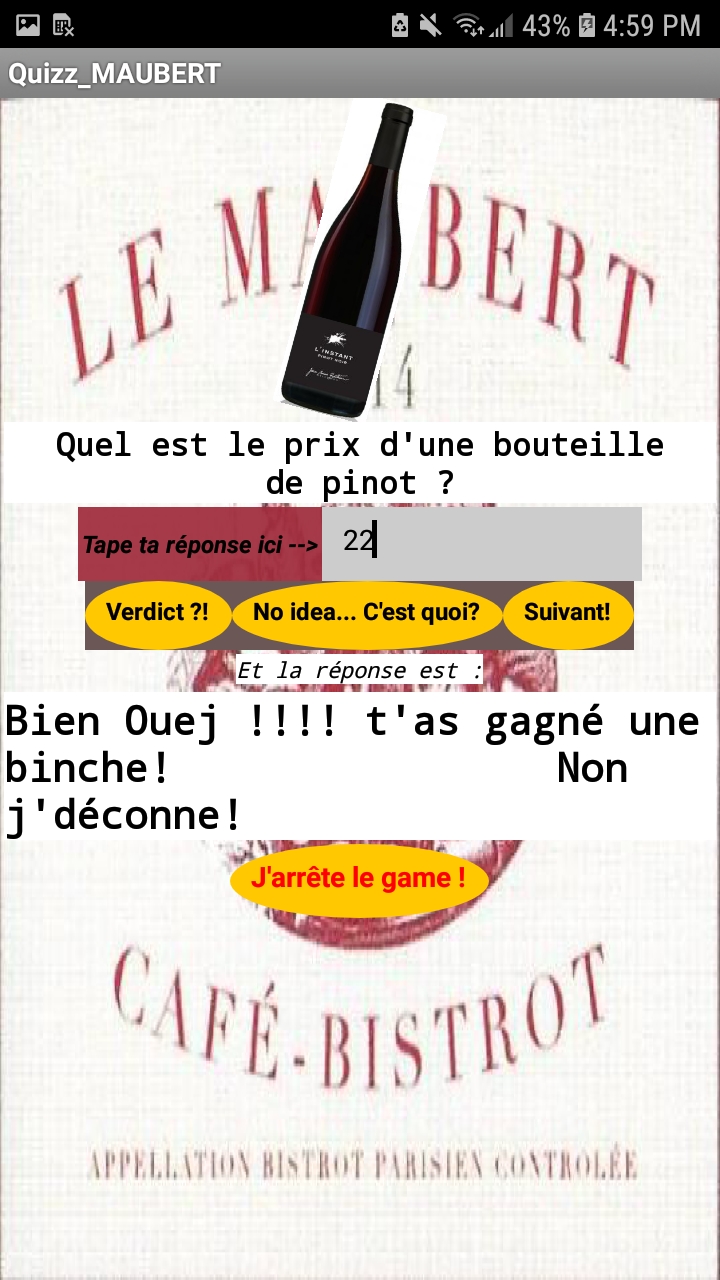 43% 4:59 PM
Quizz_MAUBERT
LE MA BERT
L'INSTANT
PINOT NOIR
14
Quel est le prix d'une bouteille
de pinot ?
Tape ta réponse ici --> 22
Verdict ?! No idea... C'est quoi? Suivant!
Et la réponse est :
Bien Ouej !!!! t'as gagné une
binche! Non
j'déconne!
J'arrête le game !
CAFÉ-BISTROT
APPELLATION BISTROT PARISIEN CONTROLÉE